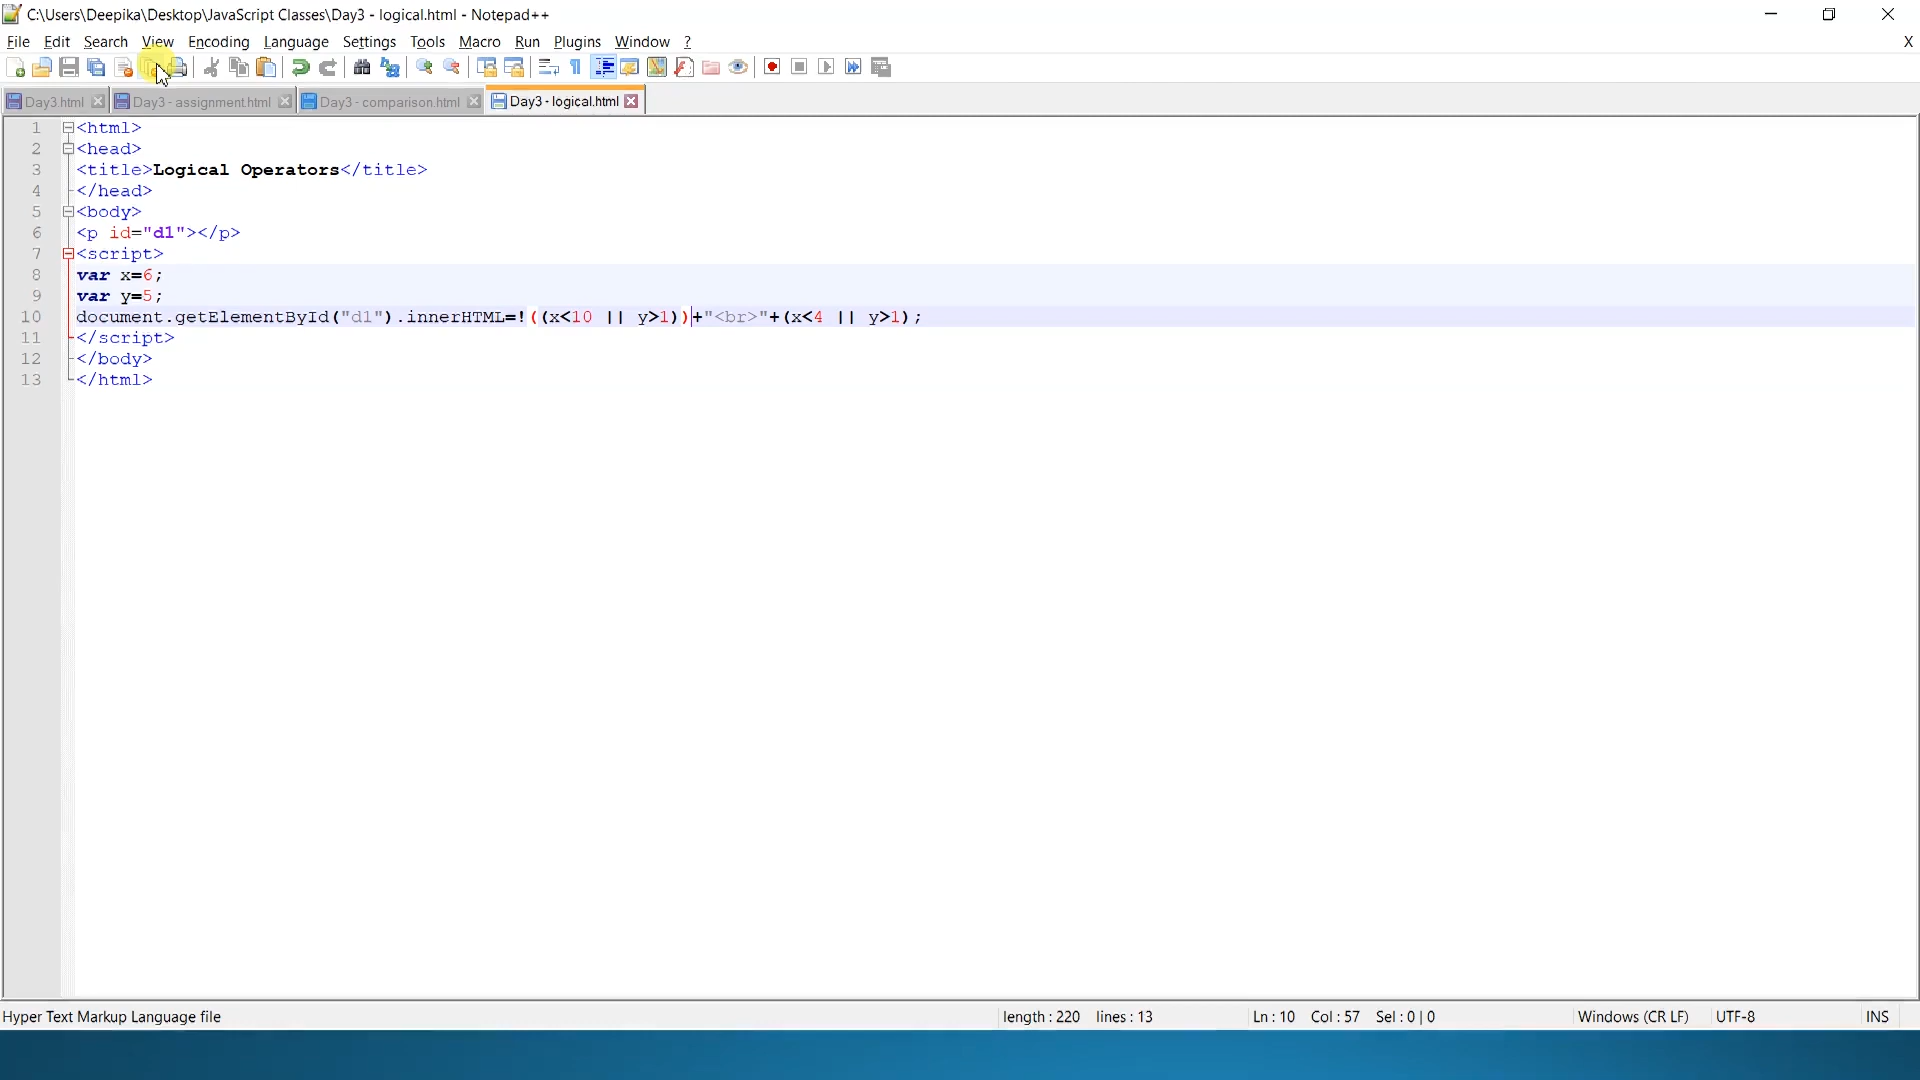 C:\Users\Deepika\Desktop\JavaScript Classes\Day3 - logical.html - Notepad++
File Edit Search View Encoding Language Settings Tools Macro Run Plugins Window ? X
Day3.html Day3 - assignment.html Day3 - comparison.html Day3 - logical.html
1 <html>
2 <head>
3 <title>Logical Operators</title>
4 </head>
5 <body>
6 <p id="d1"></p>
7 <script>
8 var x=6;
9 var y=5;
10 document.getElementById("d1").innerHTML=!((x<10 || y>1))+"<br>"+(x<4 || y>1);
11 </script>
12 </body>
13 </html>
Hyper Text Markup Language file length : 220 lines : 13 Ln : 10 Col : 57 Sel : 0 | 0 Windows (CR LF) UTF-8 INS